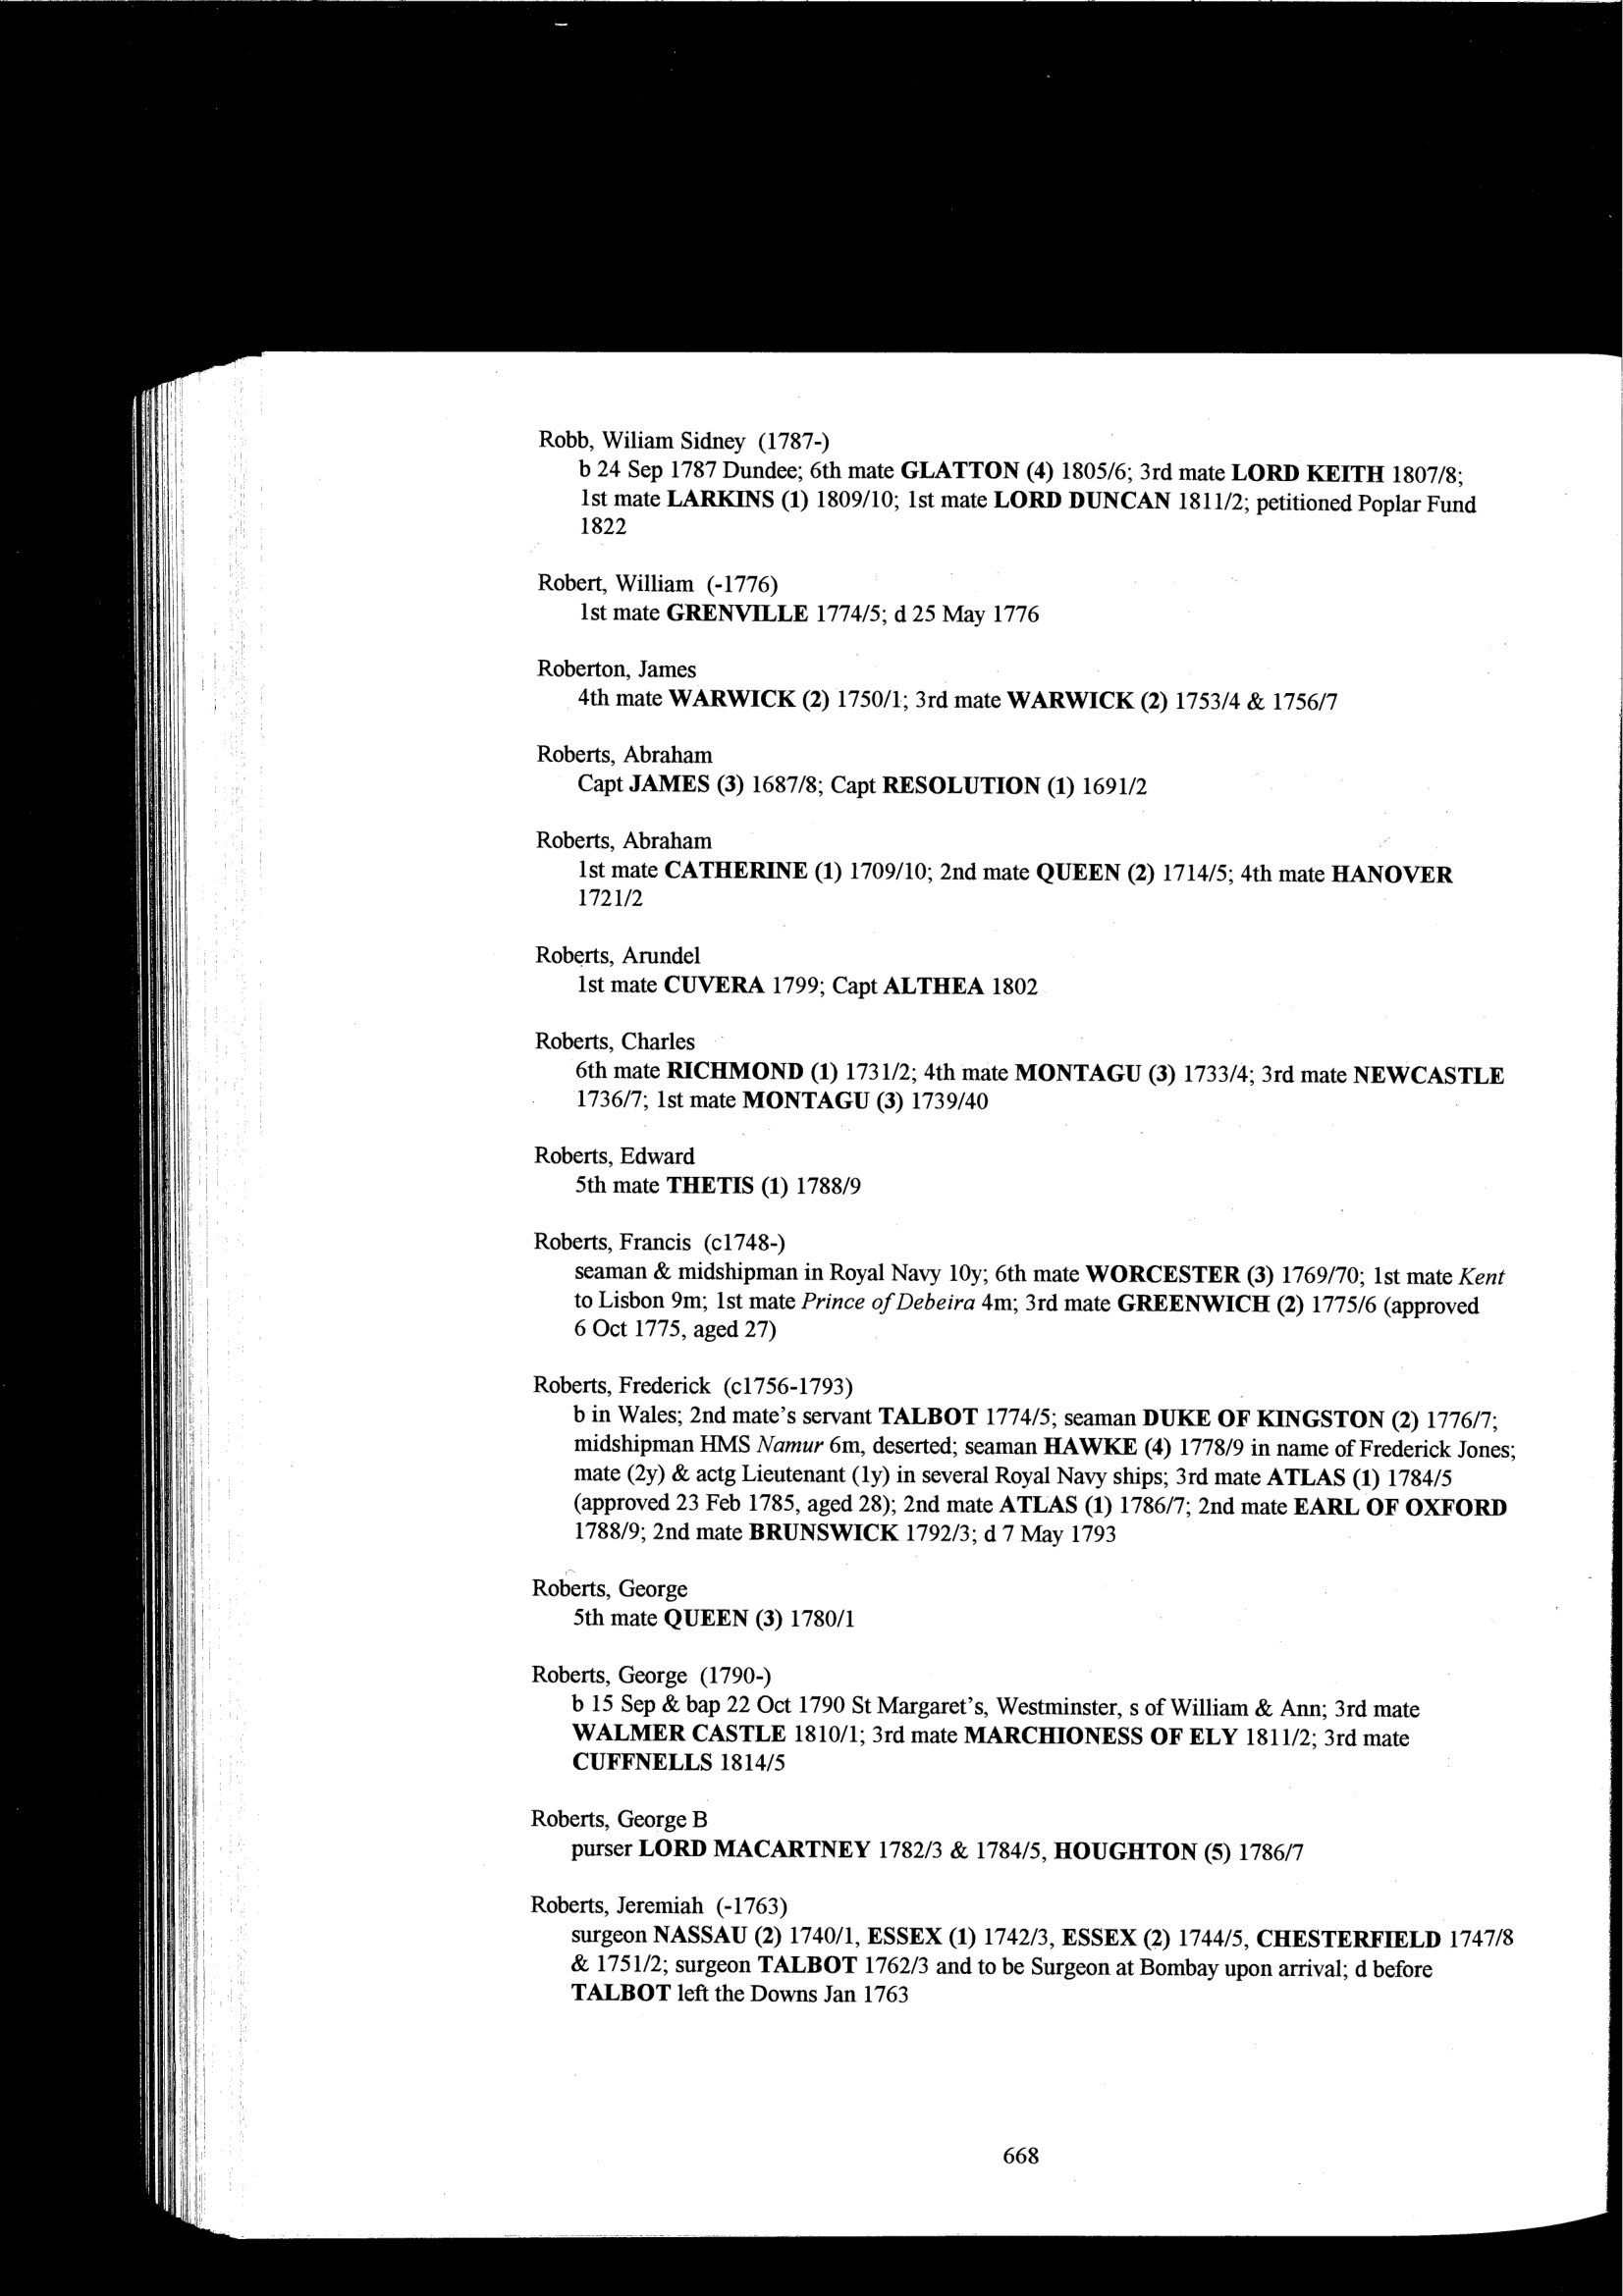 Robb, Wiliam Sidney (1787-)
b 24 Sep 1787 Dundee; 6th mate GLATTON (4) 1805/6; 3rd mate LORD KEITH 1807/8;
1st mate LARKINS (1) 1809/10; 1st mate LORD DUNCAN 1811/2; petitioned Poplar Fund
1822
Robert, William (-1776)
1st mate GRENVILLE 1774/5; d 25 May 1776
Roberton, James
4th mate WARWICK (2) 1750/1; 3rd mate WARWICK (2) 1753/4 & 1756/7
Roberts, Abraham
Capt JAMES (3) 1687/8; Capt RESOLUTION (1) 1691/2
Roberts, Abraham
1st mate CATHERINE (1) 1709/10; 2nd mate QUEEN (2) 1714/5; 4th mate HANOVER
1721/2
Roberts, Arundel
1st mate CUVERA 1799; Capt ALTHEA 1802
Roberts, Charles
6th mate RICHMOND (1) 1731/2; 4th mate MONTAGU (3) 1733/4; 3rd mate NEWCASTLE
1736/7; 1st mate MONTAGU (3) 1739/40
Roberts, Edward
5th mate THETIS (1) 1788/9
Roberts, Francis (c1748-)
seaman & midshipman in Royal Navy 10y; 6th mate WORCESTER (3) 1769/70; 1st mate Kent
to Lisbon 9m; 1st mate Prince of Debeira 4m; 3rd mate GREENWICH (2) 1775/6 (approved
6 Oct 1775, aged 27)
Roberts, Frederick (c1756-1793)
b in Wales; 2nd mate's servant TALBOT 1774/5; seaman DUKE OF KINGSTON (2) 1776/7;
midshipman HMS Namur 6m, deserted; seaman HAWKE (4) 1778/9 in name of Frederick Jones;
mate (2y) & actg Lieutenant (1y) in several Royal Navy ships; 3rd mate ATLAS (1) 1784/5
(approved 23 Feb 1785, aged 28); 2nd mate ATLAS (1) 1786/7; 2nd mate EARL OF OXFORD
1788/9; 2nd mate BRUNSWICK 1792/3; d 7 May 1793
Roberts, George
5th mate QUEEN (3) 1780/1
Roberts, George (1790-)
b 15 Sep & bap 22 Oct 1790 St Margaret's, Westminster, s of William & Ann; 3rd mate
WALMER CASTLE 1810/1; 3rd mate MARCHIONESS OF ELY 1811/2; 3rd mate
CUFFNELLS 1814/5
Roberts, George B
purser LORD MACARTNEY 1782/3 & 1784/5, HOUGHTON (5) 1786/7
Roberts, Jeremiah (-1763)
surgeon NASSAU (2) 1740/1, ESSEX (1) 1742/3, ESSEX (2) 1744/5, CHESTERFIELD 1747/8
& 1751/2; surgeon TALBOT 1762/3 and to be Surgeon at Bombay upon arrival; d before
TALBOT left the Downs Jan 1763
668